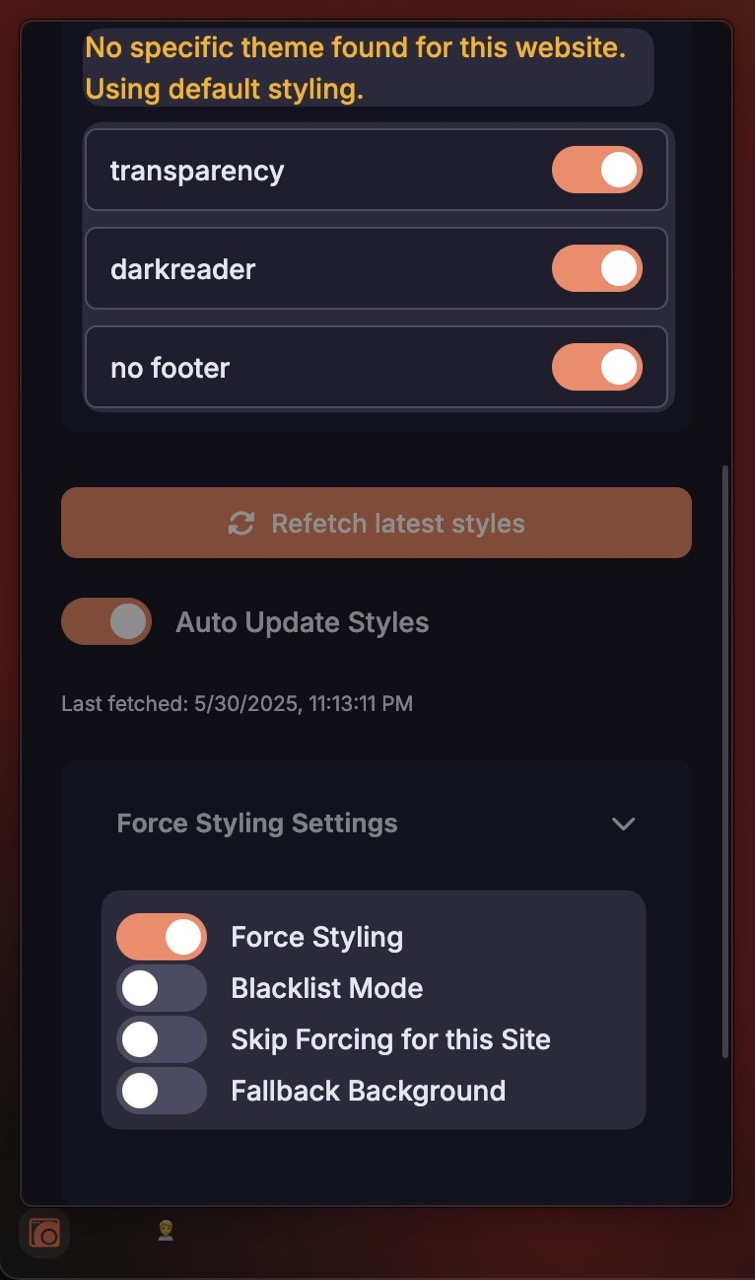 No specific theme found for this website.
Using default styling.
transparency
darkreader
no footer
Refetch latest styles
Auto Update Styles
Last fetched: 5/30/2025, 11:13:11 PM
Force Styling Settings
Force Styling
Blacklist Mode
Skip Forcing for this Site
Fallback Background